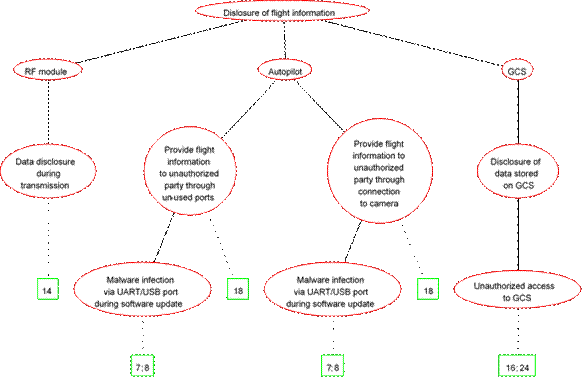 Dislosure of flight information
RF module
Autopilot
GCS
Data disclosure
during
transmission
Provide flight
information
to unauthorized
party through
un-used ports
Provide flight
information to
unauthorized
party through
connection
to camera
Disclosure of
data stored
on GCS
14
Malware infection
via UART/USB port
during software update
18
Malware infection
via UART/USB port
during software update
18
Unauthorized access
to GCS
7;8
7;8
16;24